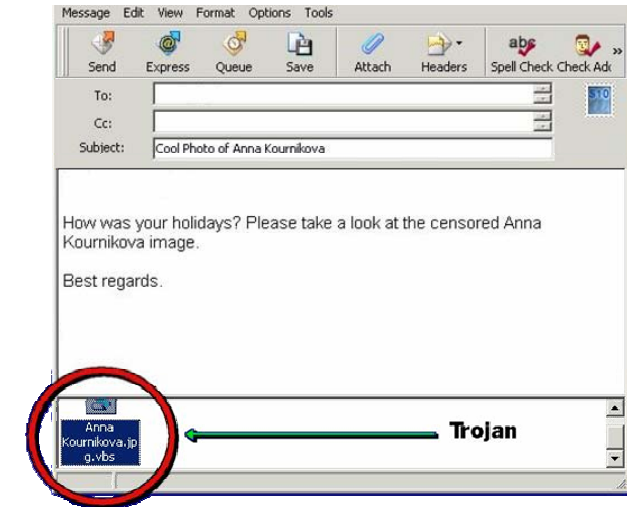 Message Edit View Format Options Tools
Send Express Queue Save Attach Headers Spell Check Check Adc »
To:
Cc:
Subject: Cool Photo of Anna Kournikova
How was your holidays? Please take a look at the censored Anna
Kournikova image.
Best regards.
Anna
Kournikova.jp
g.vbs
Trojan